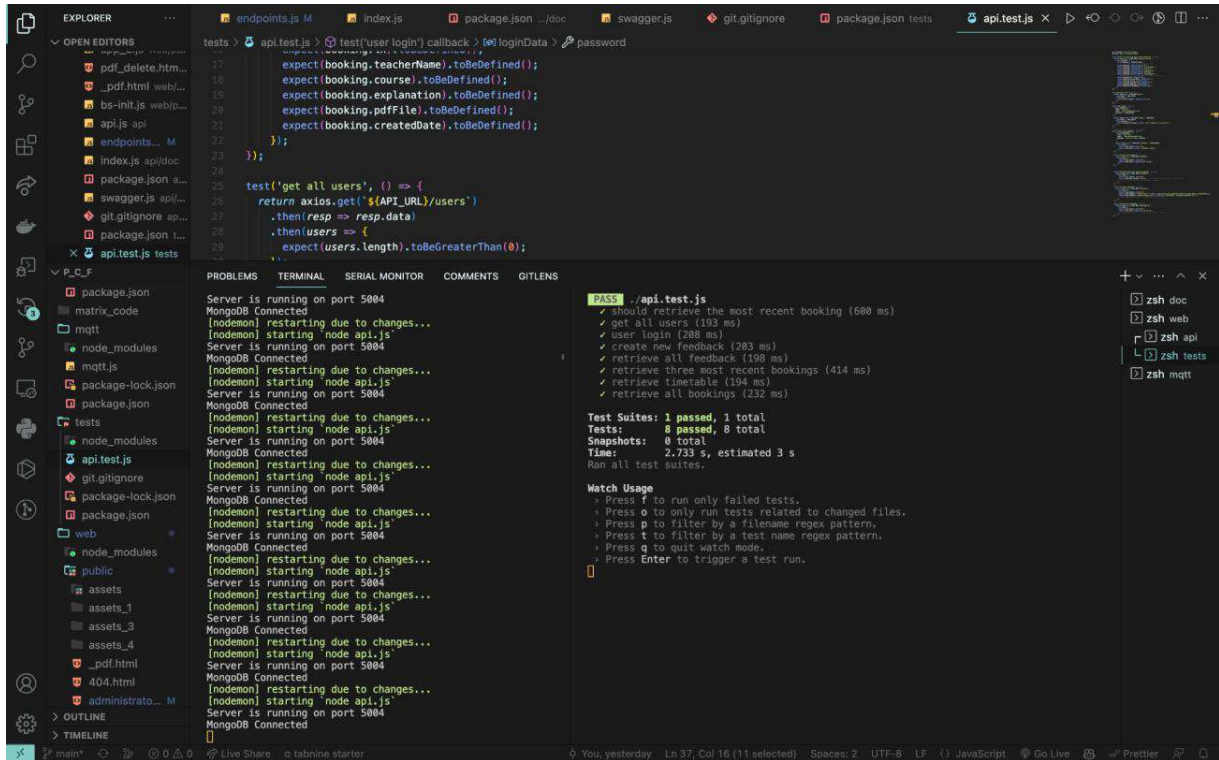 EXPLORER
...
endpoints.js M
index.js
package.json .../doc
swagger.js
git.gitignore
package.json tests
api.test.js
OPEN EDITORS
pdf_delete.htm...
_pdf.html web/...
bs-init.js web/p...
api.js api
endpoints... M
index.js api/doc
package.json a...
swagger.js api/...
git.gitignore ap...
package.json t...
api.test.js tests
P_C_F
package.json
matrix_code
mqtt
node_modules
mqtt.js
package-lock.json
package.json
tests
node_modules
api.test.js
git.gitignore
package-lock.json
package.json
web
node_modules
public
assets
assets_1
assets_3
assets_4
_pdf.html
404.html
administrato... M
OUTLINE
TIMELINE
tests > api.test.js > test('user login') callback > loginData > password
17 expect(booking.teacherName).toBeDefined();
18 expect(booking.course).toBeDefined();
19 expect(booking.explanation).toBeDefined();
20 expect(booking.pdfFile).toBeDefined();
21 expect(booking.createdDate).toBeDefined();
22 });
23 });
24
25 test('get all users', () => {
26 return axios.get(`${API_URL}/users`)
27 .then(resp => resp.data)
28 .then(users => {
29 expect(users.length).toBeGreaterThan(0);
PROBLEMS TERMINAL SERIAL MONITOR COMMENTS GITLENS
Server is running on port 5004
MongoDB Connected
[nodemon] restarting due to changes...
[nodemon] starting `node api.js`
Server is running on port 5004
MongoDB Connected
[nodemon] restarting due to changes...
[nodemon] starting `node api.js`
Server is running on port 5004
MongoDB Connected
[nodemon] restarting due to changes...
[nodemon] starting `node api.js`
Server is running on port 5004
MongoDB Connected
[nodemon] restarting due to changes...
[nodemon] starting `node api.js`
Server is running on port 5004
MongoDB Connected
[nodemon] restarting due to changes...
[nodemon] starting `node api.js`
Server is running on port 5004
MongoDB Connected
[nodemon] restarting due to changes...
[nodemon] starting `node api.js`
Server is running on port 5004
[nodemon] restarting due to changes...
[nodemon] starting `node api.js`
Server is running on port 5004
MongoDB Connected
[nodemon] restarting due to changes...
[nodemon] starting `node api.js`
Server is running on port 5004
MongoDB Connected
[nodemon] restarting due to changes...
[nodemon] starting `node api.js`
Server is running on port 5004
MongoDB Connected
PASS ./api.test.js
✓ should retrieve the most recent booking (600 ms)
✓ get all users (193 ms)
✓ user login (208 ms)
✓ create new feedback (203 ms)
✓ retrieve all feedback (198 ms)
✓ retrieve three most recent bookings (414 ms)
✓ retrieve timetable (194 ms)
✓ retrieve all bookings (232 ms)
Test Suites: 1 passed, 1 total
Tests: 8 passed, 8 total
Snapshots: 0 total
Time: 2.733 s, estimated 3 s
Ran all test suites.
Watch Usage
› Press f to run only failed tests.
› Press o to only run tests related to changed files.
› Press p to filter by a filename regex pattern.
› Press t to filter by a test name regex pattern.
› Press q to quit watch mode.
› Press Enter to trigger a test run.
zsh doc
zsh web
zsh api
zsh tests
zsh mqtt
3
main* 0 0 0 Live Share tabnine starter You, yesterday Ln 37, Col 16 (11 selected) Spaces: 2 UTF-8 LF JavaScript Go Live Prettier